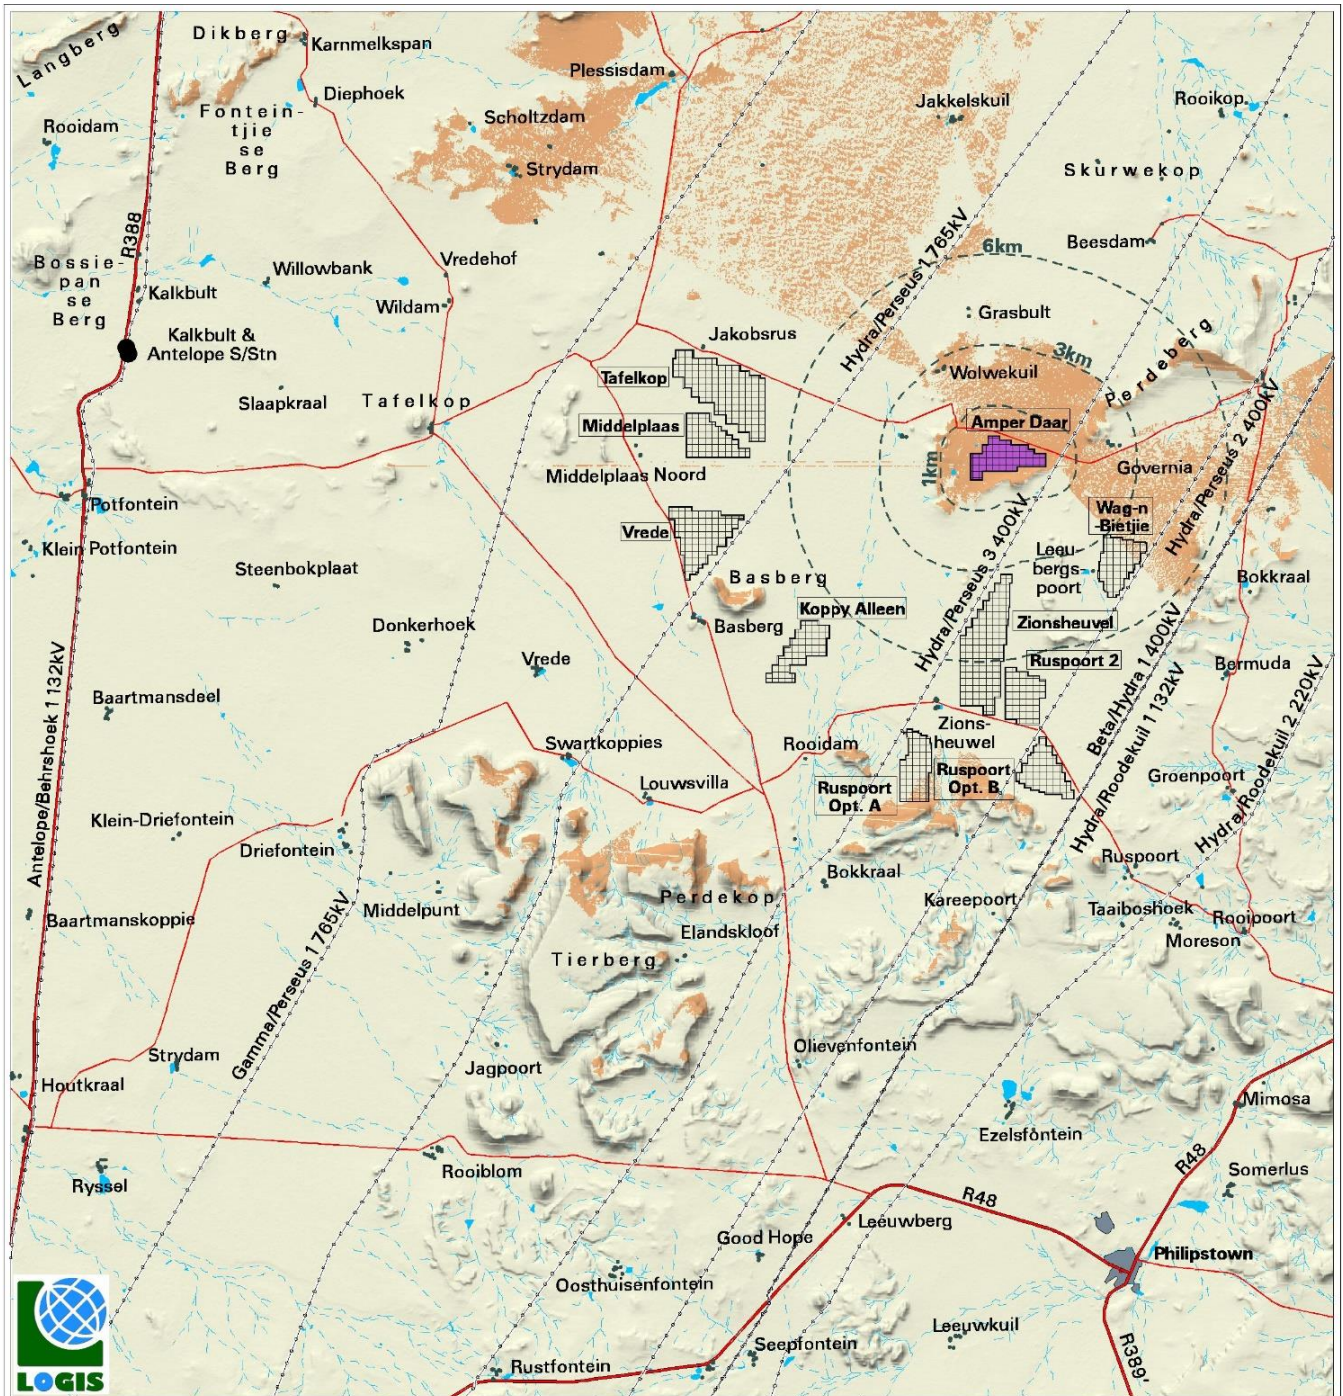 Langberg
Dikberg
Karnmelkspan
Plessisdam
Diephoek
Jakkelskuil
Rooikop
Fontein-
tjie
se
Berg
Rooidam
Scholtzdam
Strydam
Skurwekop
R388
Hydra/Perseus 1 765kV
6km
Beesdam
Bossie-
pan
se
Berg
Willowbank
Vredehof
Kalkbult
Wildam
Grasbult
Kalkbult &
Antelope S/Stn
Jakobsrus
3km
Perdeberg
Wolwekuil
Tafelkop
Slaapkraal
Tafelkop
Middelplaas
Amper Daar
Hydra/Perseus 2 400kV
Middelplaas Noord
1km
Governia
Potfontein
Wag-n
-Bietjie
Vrede
Klein Potfontein
Leeu-
bergs-
poort
Steenbokplaat
Basberg
Bokkraal
Koppy Alleen
Hydra/Perseus 3 400kV
Donkerhoek
Basberg
Zionsheuvel
Vrede
Ruspoort 2
Bermuda
Baartmansdeel
Antelope/Behrshoek 1 132kV
Beta/Hydra 1 400kV
Hydra/Roodekuil 1 132kV
Hydra/Roodekuil 2 220kV
Zions-
heuwel
Swartkoppies
Rooidam
Louwsvilla
Ruspoort
Opt. A
Ruspoort
Opt. B
Groenpoort
Klein-Driefontein
Driefontein
Ruspoort
Bokkraal
Perdekop
Kareepoort
Middelpunt
Taaiboshoek
Rooipoort
Baartmanskoppie
Elandskloof
Moreson
Gamma/Perseus 1 765kV
Tierberg
Strydam
Olievenfontein
Jagpoort
Houtkraal
Mimosa
Ezelsfontein
Rooiblom
R48
Somerlus
Ryssel
R48
Leeuwberg
Good Hope
Philipstown
Oosthuisenfontein
Leeuwkuil
Seepfontein
R389
Rustfontein
LOGIS